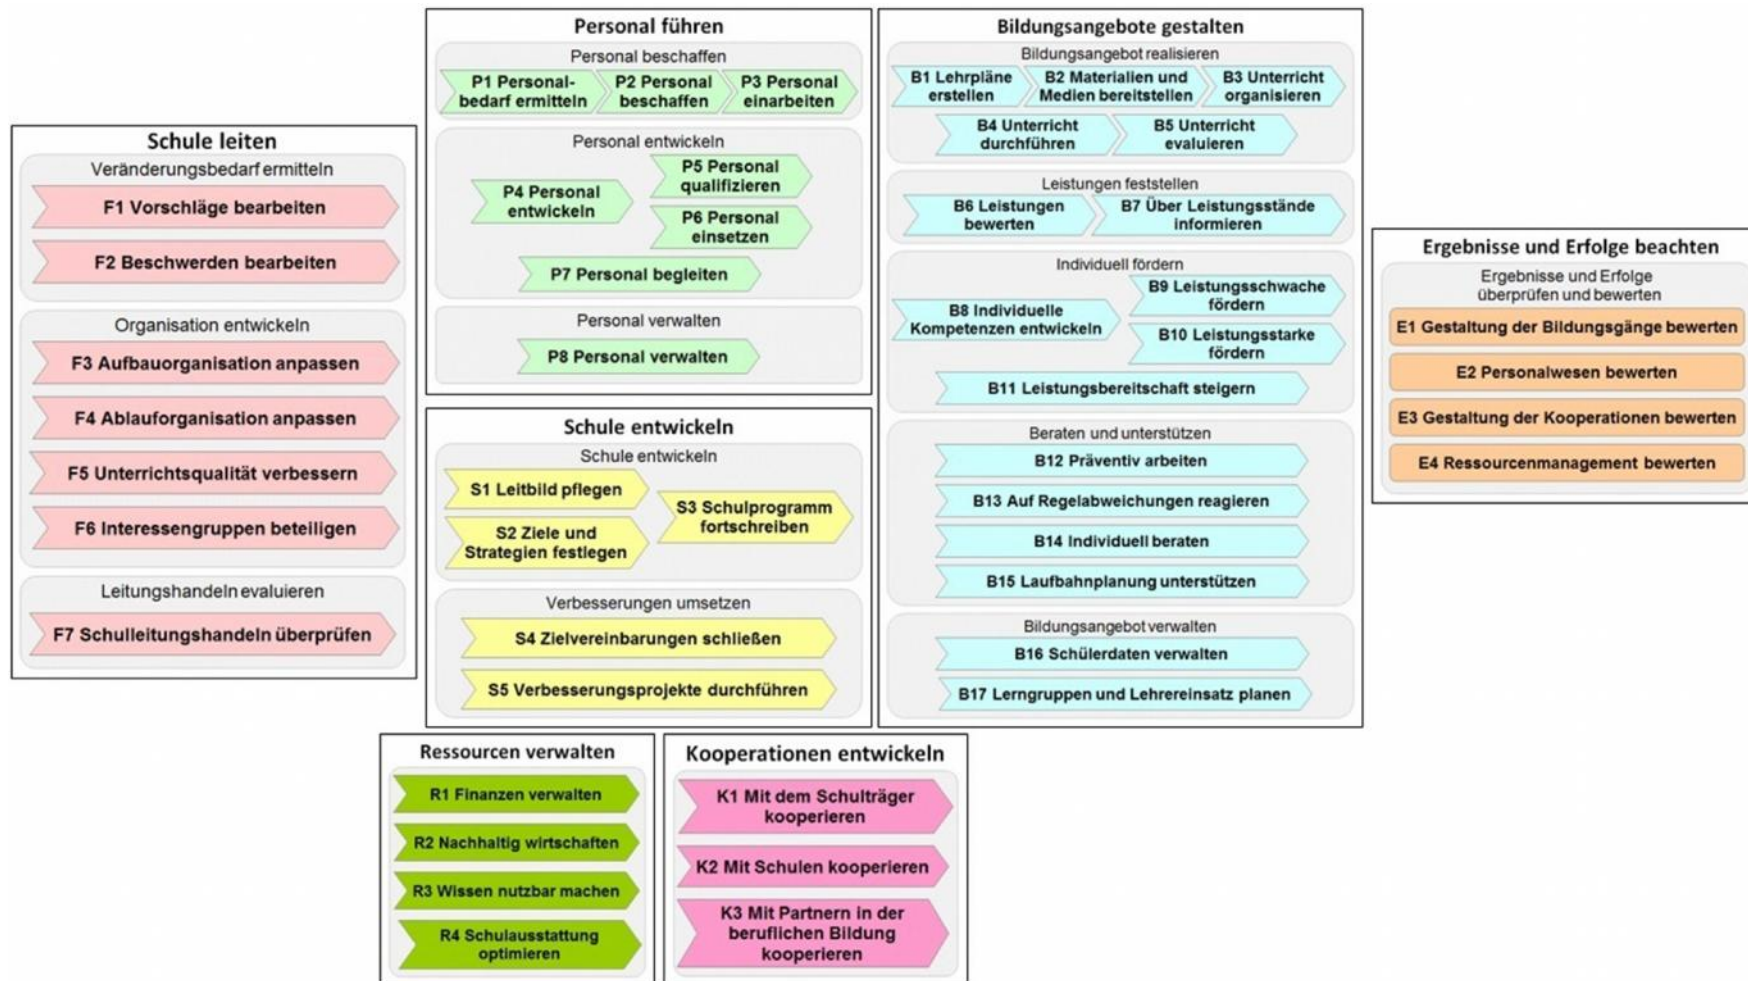 Schule leiten
Veränderungsbedarf ermitteln
F1 Vorschläge bearbeiten
F2 Beschwerden bearbeiten
Organisation entwickeln
F3 Aufbauorganisation anpassen
F4 Ablauforganisation anpassen
F5 Unterrichtsqualität verbessern
F6 Interessengruppen beteiligen
Leitungshandeln evaluieren
F7 Schulleitungshandeln überprüfen
Personal führen
Personal beschaffen
P1 Personal-
bedarf ermitteln
P2 Personal
beschaffen
P3 Personal
einarbeiten
Personal entwickeln
P4 Personal
entwickeln
P5 Personal
qualifizieren
P6 Personal
einsetzen
P7 Personal begleiten
Personal verwalten
P8 Personal verwalten
Schule entwickeln
Schule entwickeln
S1 Leitbild pflegen
S2 Ziele und
Strategien festlegen
S3 Schulprogramm
fortschreiben
Verbesserungen umsetzen
S4 Zielvereinbarungen schließen
S5 Verbesserungsprojekte durchführen
Bildungsangebote gestalten
Bildungsangebot realisieren
B1 Lehrpläne
erstellen
B2 Materialien und
Medien bereitstellen
B3 Unterricht
organisieren
B4 Unterricht
durchführen
B5 Unterricht
evaluieren
Leistungen feststellen
B6 Leistungen
bewerten
B7 Über Leistungsstände
informieren
Individuell fördern
B8 Individuelle
Kompetenzen entwickeln
B9 Leistungsschwache
fördern
B10 Leistungsstarke
fördern
B11 Leistungsbereitschaft steigern
Beraten und unterstützen
B12 Präventiv arbeiten
B13 Auf Regelabweichungen reagieren
B14 Individuell beraten
B15 Laufbahnplanung unterstützen
Bildungsangebot verwalten
B16 Schülerdaten verwalten
B17 Lerngruppen und Lehrereinsatz planen
Ergebnisse und Erfolge beachten
Ergebnisse und Erfolge
überprüfen und bewerten
E1 Gestaltung der Bildungsgänge bewerten
E2 Personalwesen bewerten
E3 Gestaltung der Kooperationen bewerten
E4 Ressourcenmanagement bewerten
Ressourcen verwalten
R1 Finanzen verwalten
R2 Nachhaltig wirtschaften
R3 Wissen nutzbar machen
R4 Schulausstattung
optimieren
Kooperationen entwickeln
K1 Mit dem Schulträger
kooperieren
K2 Mit Schulen kooperieren
K3 Mit Partnern in der
beruflichen Bildung
kooperieren